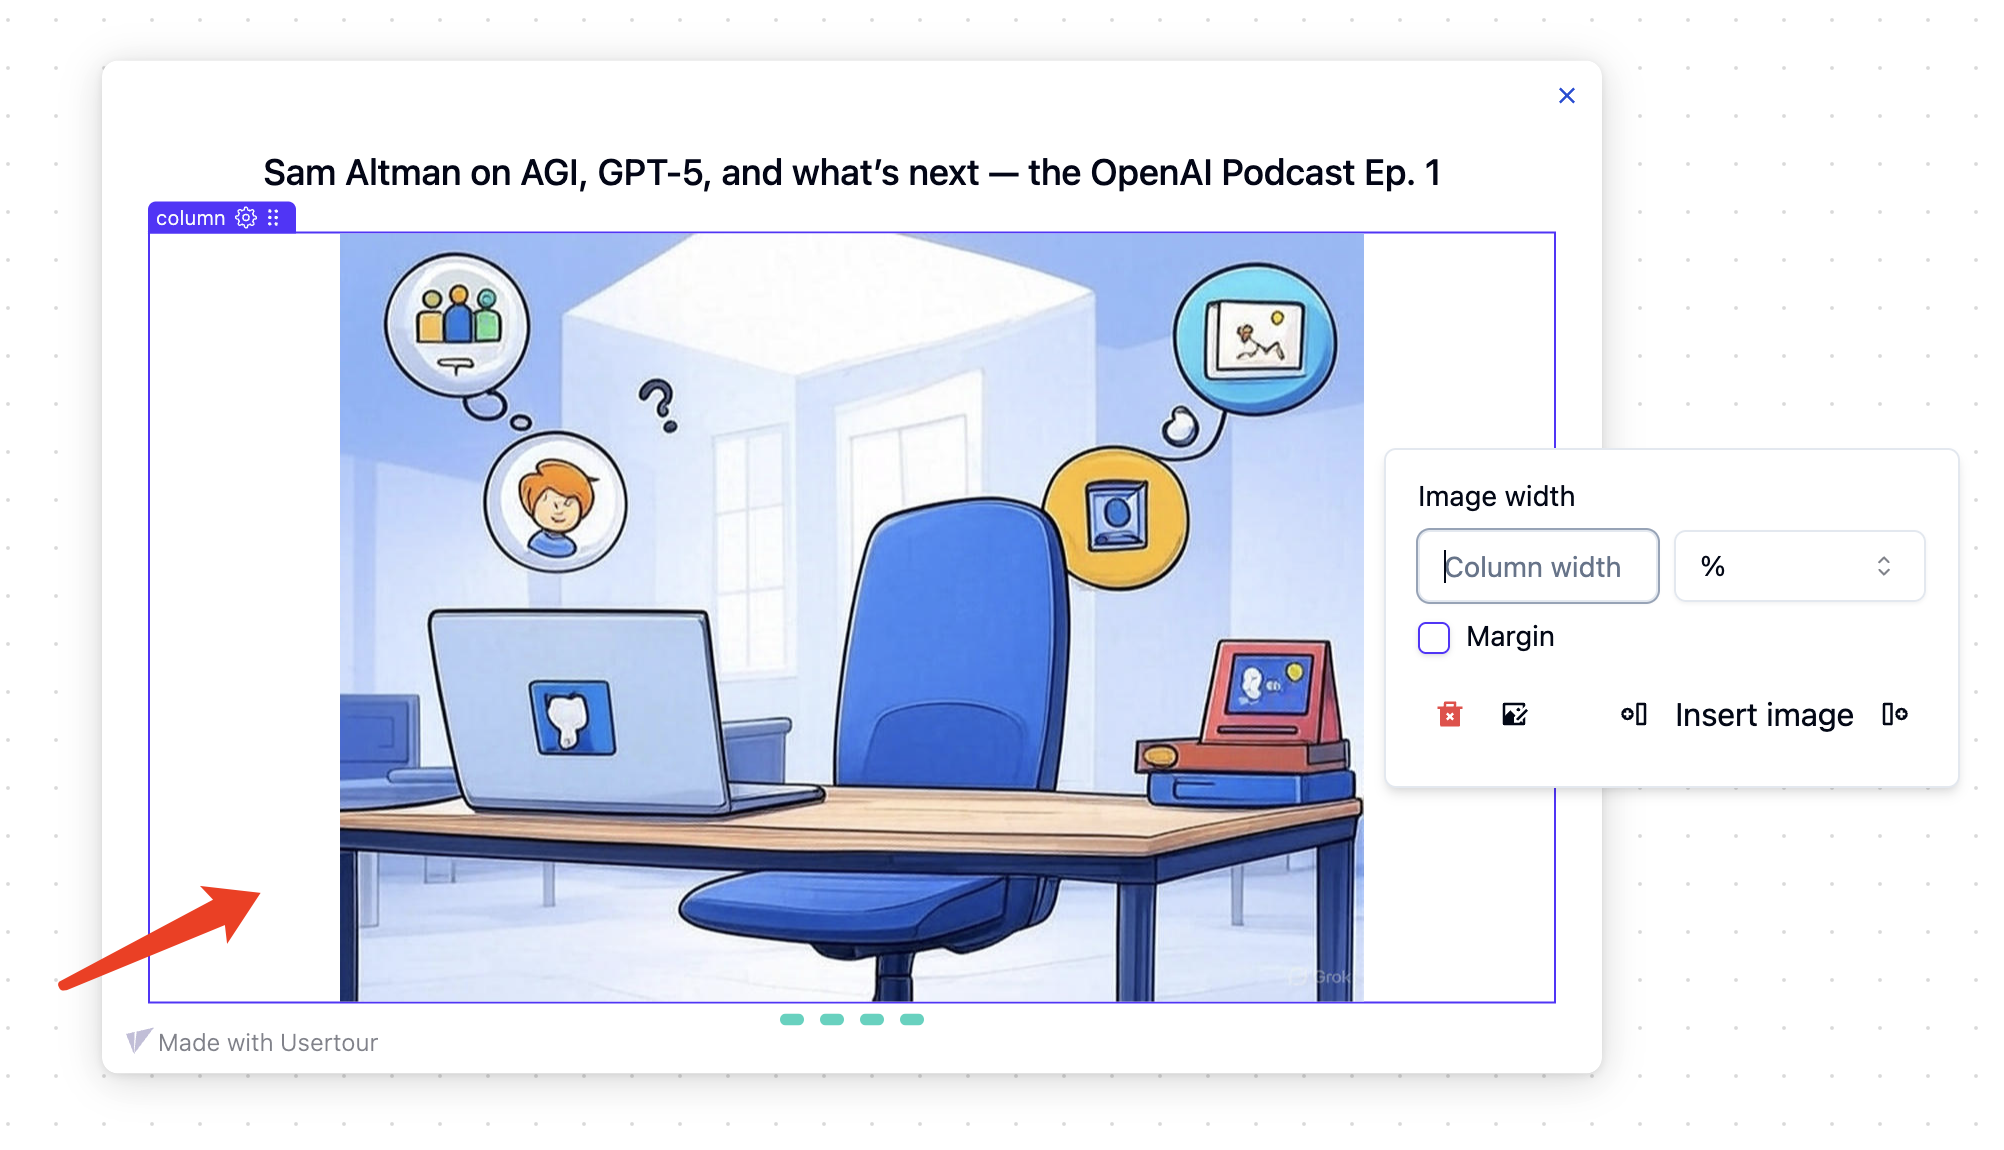 Sam Altman on AGI, GPT-5, and what’s next — the OpenAI Podcast Ep. 1
column
Image width
Column width
%
Margin
Insert image
Grok
Made with Usertour